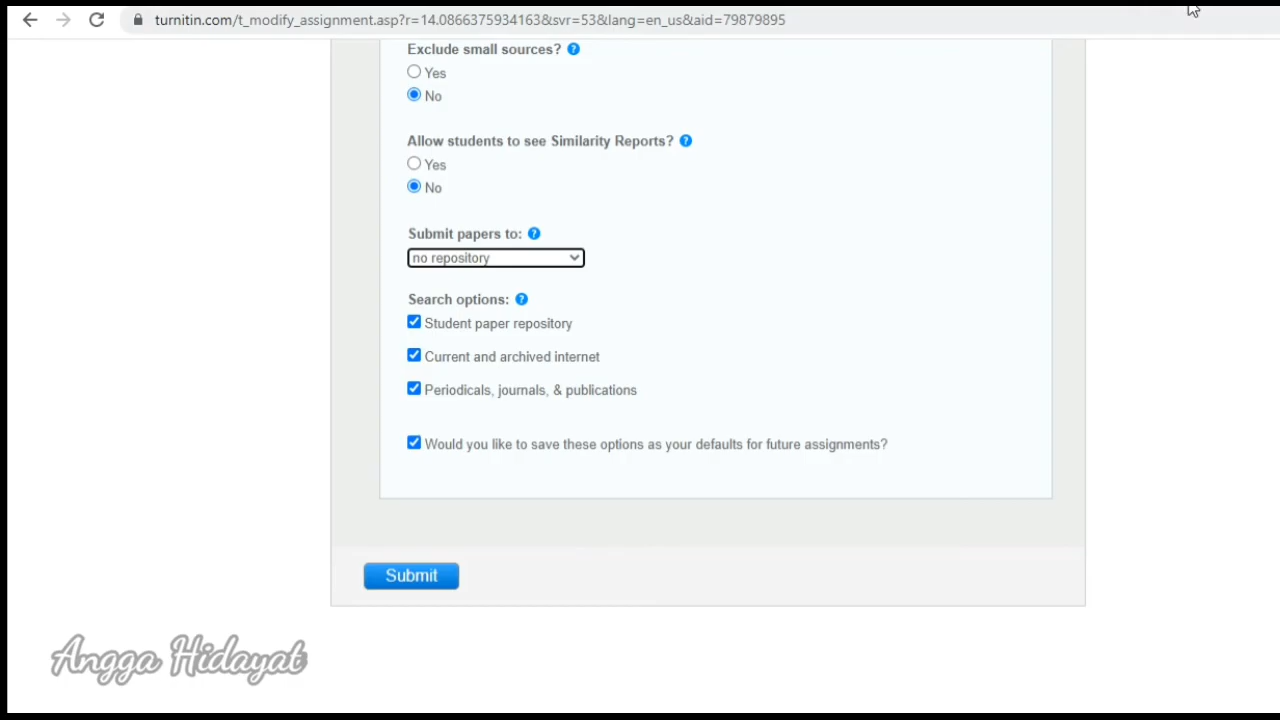 turnitin.com/t_modify_assignment.asp?r=14.0866375934163&svr=53&lang=en_us&aid=79879895
Exclude small sources? ?
Yes
No
Allow students to see Similarity Reports? ?
Yes
No
Submit papers to: ?
no repository
Search options: ?
Student paper repository
Current and archived internet
Periodicals, journals, & publications
Would you like to save these options as your defaults for future assignments?
Submit
Angga Hidayat